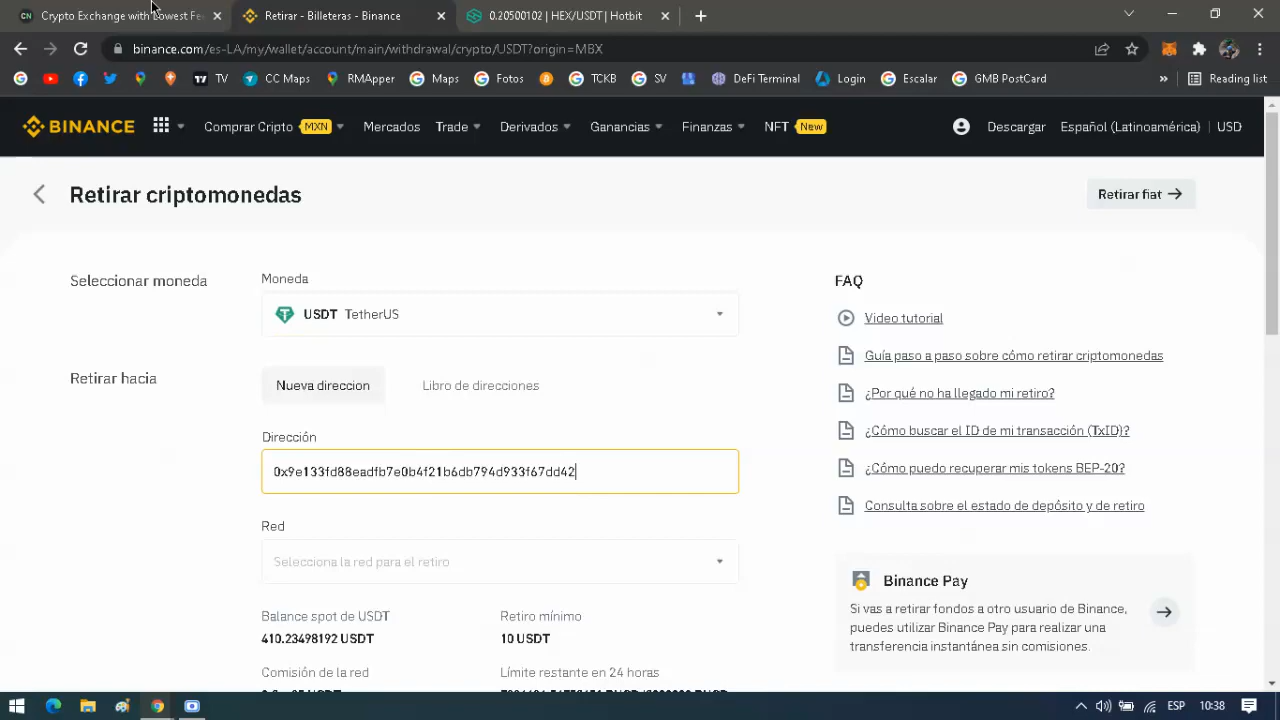 Crypto Exchange with Lowest Fe
Retirar - Billeteras - Binance
0.20500102 | HEX/USDT | Hotbit
binance.com/es-LA/my/wallet/account/main/withdrawal/crypto/USDT?origin=MBX
TV
CC Maps
RMApper
Maps
Fotos
TCKB
SV
DeFi Terminal
Login
Escalar
GMB PostCard
Reading list
BINANCE
Comprar Cripto MXN
Mercados
Trade
Derivados
Ganancias
Finanzas
NFT New
Descargar
Español (Latinoamérica) | USD
Retirar criptomonedas
Retirar fiat
Seleccionar moneda
Moneda
USDT TetherUS
Retirar hacia
Nueva direccion
Libro de direcciones
Dirección
0x9e133fd88eadfb7e0b4f21b6db794d933f67dd42
Red
Selecciona la red para el retiro
Balance spot de USDT
410.23498192 USDT
Retiro mínimo
10 USDT
Comisión de la red
Límite restante en 24 horas
FAQ
Video tutorial
Guía paso a paso sobre cómo retirar criptomonedas
¿Por qué no ha llegado mi retiro?
¿Cómo buscar el ID de mi transacción (TxID)?
¿Cómo puedo recuperar mis tokens BEP-20?
Consulta sobre el estado de depósito y de retiro
Binance Pay
Si vas a retirar fondos a otro usuario de Binance,
puedes utilizar Binance Pay para realizar una
transferencia instantánea sin comisiones.
ESP
10:38